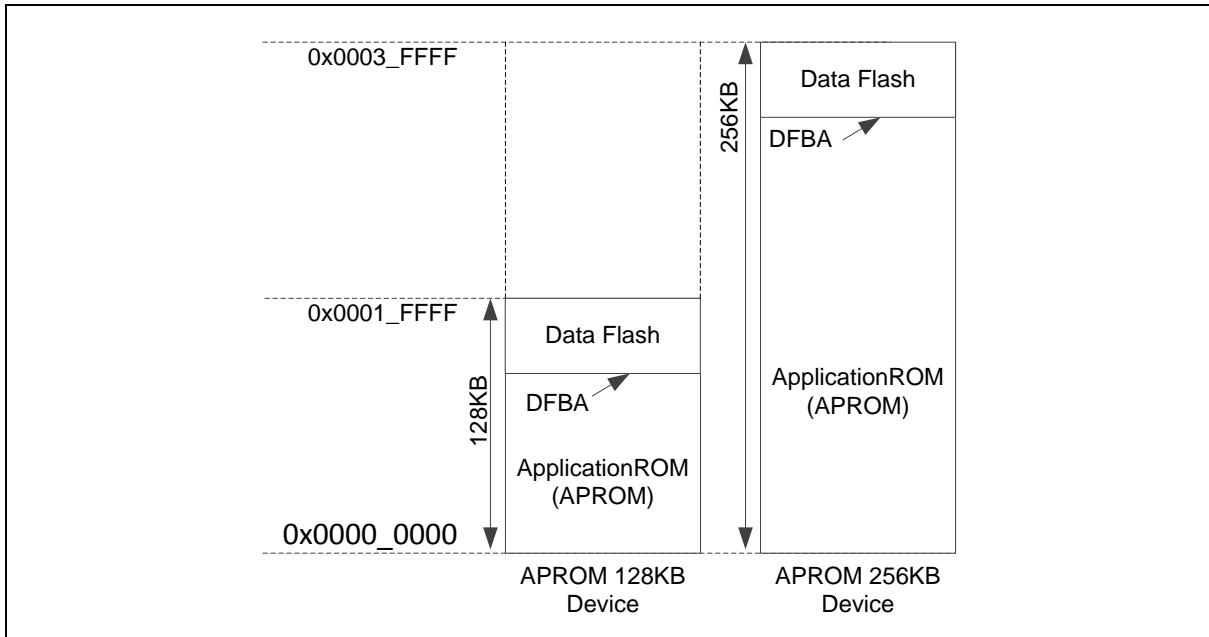 0x0003_FFFF
Data Flash
256KB
DFBA
0x0001_FFFF
Data Flash
128KB
DFBA
ApplicationROM
(APROM)
ApplicationROM
(APROM)
0x0000_0000
APROM 128KB
Device
APROM 256KB
Device